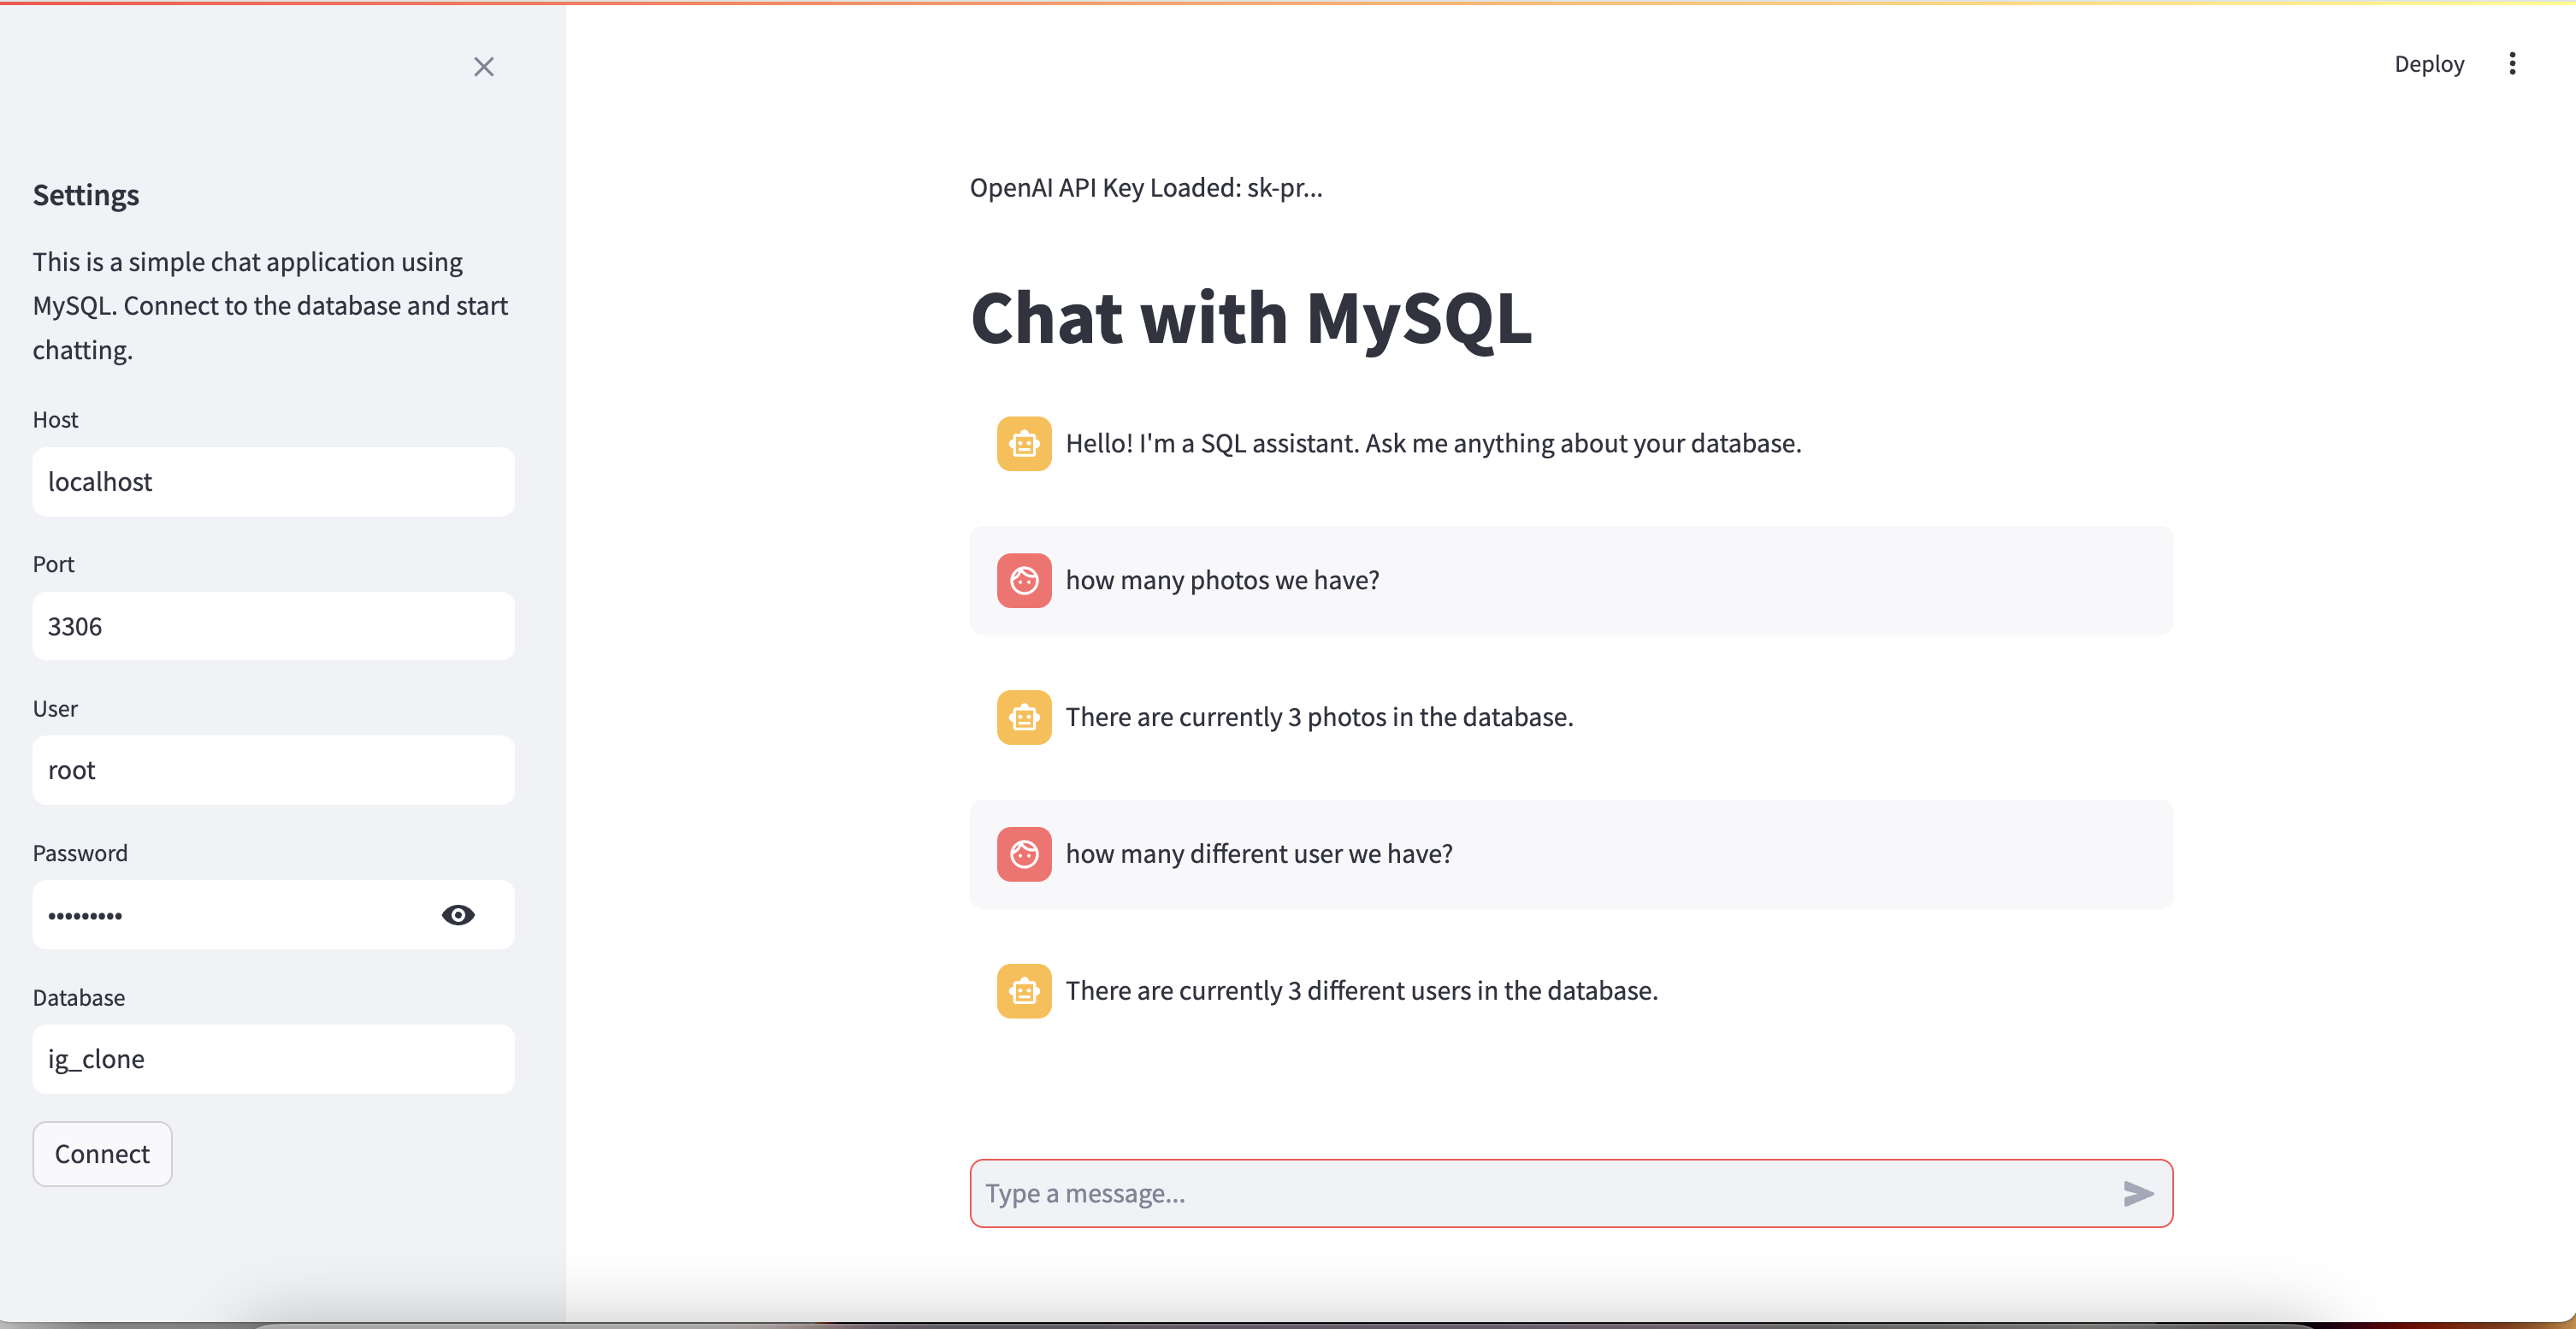 Deploy
Settings
This is a simple chat application using
MySQL. Connect to the database and start
chatting.
Host
localhost
Port
3306
User
root
Password
•••••••••
Database
ig_clone
Connect
OpenAI API Key Loaded: sk-pr...
Chat with MySQL
Hello! I'm a SQL assistant. Ask me anything about your database.
how many photos we have?
There are currently 3 photos in the database.
how many different user we have?
There are currently 3 different users in the database.
Type a message...